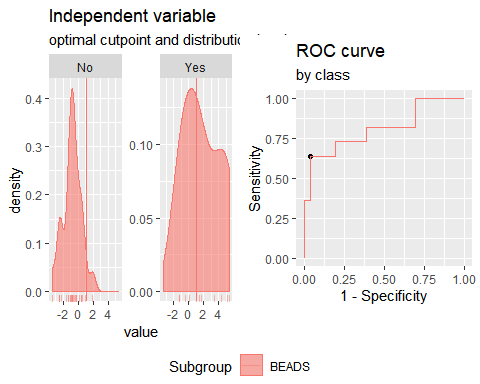 Independent variable
optimal cutpoint and distributio
No
Yes
density
0.4
0.3
0.2
0.1
0.0
0.10
0.05
0.00
-2 0 2 4
-2 0 2 4
value
ROC curve
by class
Sensitivity
1.00
0.75
0.50
0.25
0.00
0.00 0.25 0.50 0.75 1.00
1 - Specificity
Subgroup BEADS